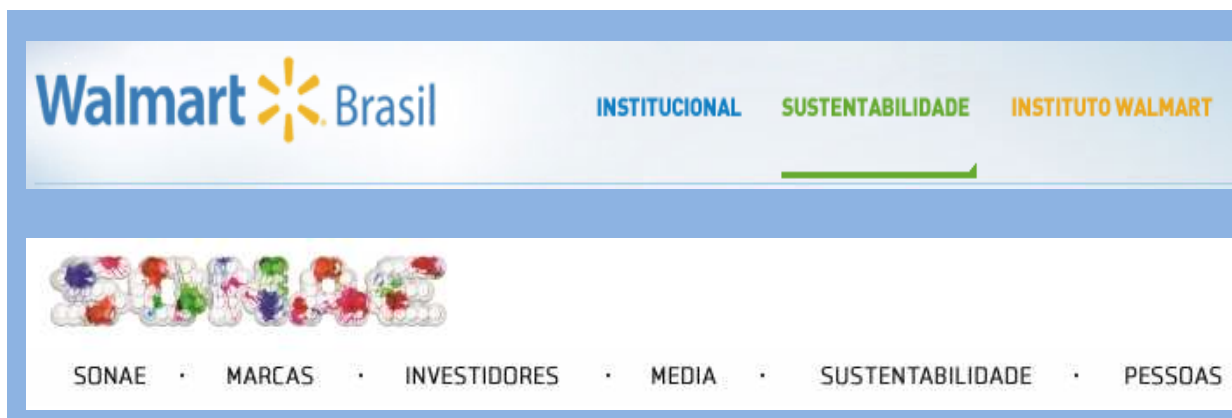 Walmart Brasil INSTITUCIONAL SUSTENTABILIDADE INSTITUTO WALMART
SONAE
SONAE · MARCAS · INVESTIDORES · MEDIA · SUSTENTABILIDADE · PESSOAS